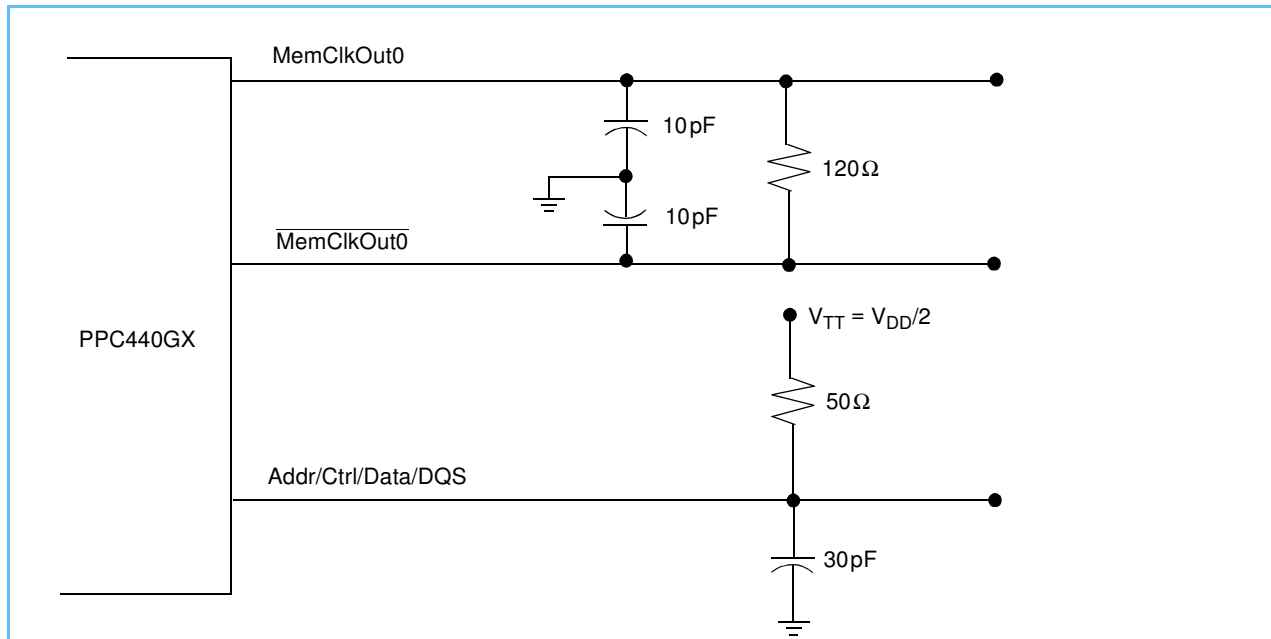 MemClkOut0
10pF
120Ω
10pF
MemClkOut0
V_TT = V_DD/2
PPC440GX
50Ω
Addr/Ctrl/Data/DQS
30pF